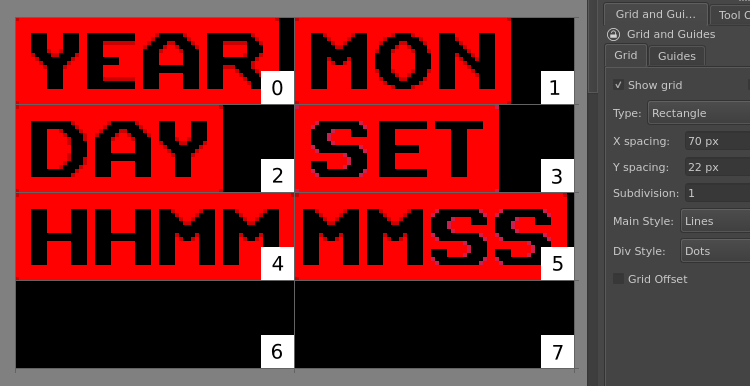 YEAR 0 MON 1
DAY 2 SET 3
HHMM 4 MMSS 5
6 7
Grid and Gui... Tool C
Grid and Guides
Grid Guides
Show grid
Type: Rectangle
X spacing: 70 px
Y spacing: 22 px
Subdivision: 1
Main Style: Lines
Div Style: Dots
Grid Offset